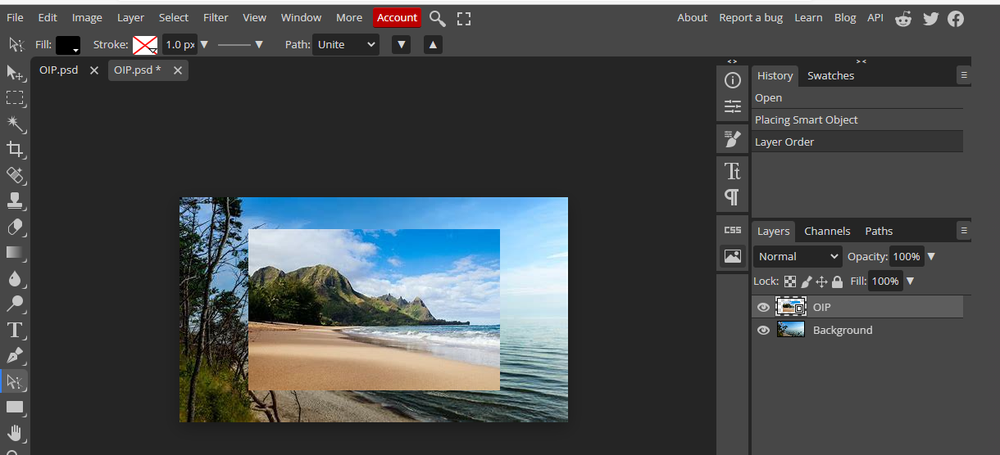 File Edit Image Layer Select Filter View Window More Account About Report a bug Learn Blog API
Fill: Stroke: 1.0 px Path: Unite
OIP.psd OIP.psd *
< > > <
History Swatches
Open
Placing Smart Object
Layer Order
Tt
CSS
Layers Channels Paths
Normal Opacity: 100%
Lock: Fill: 100%
OIP
Background
T